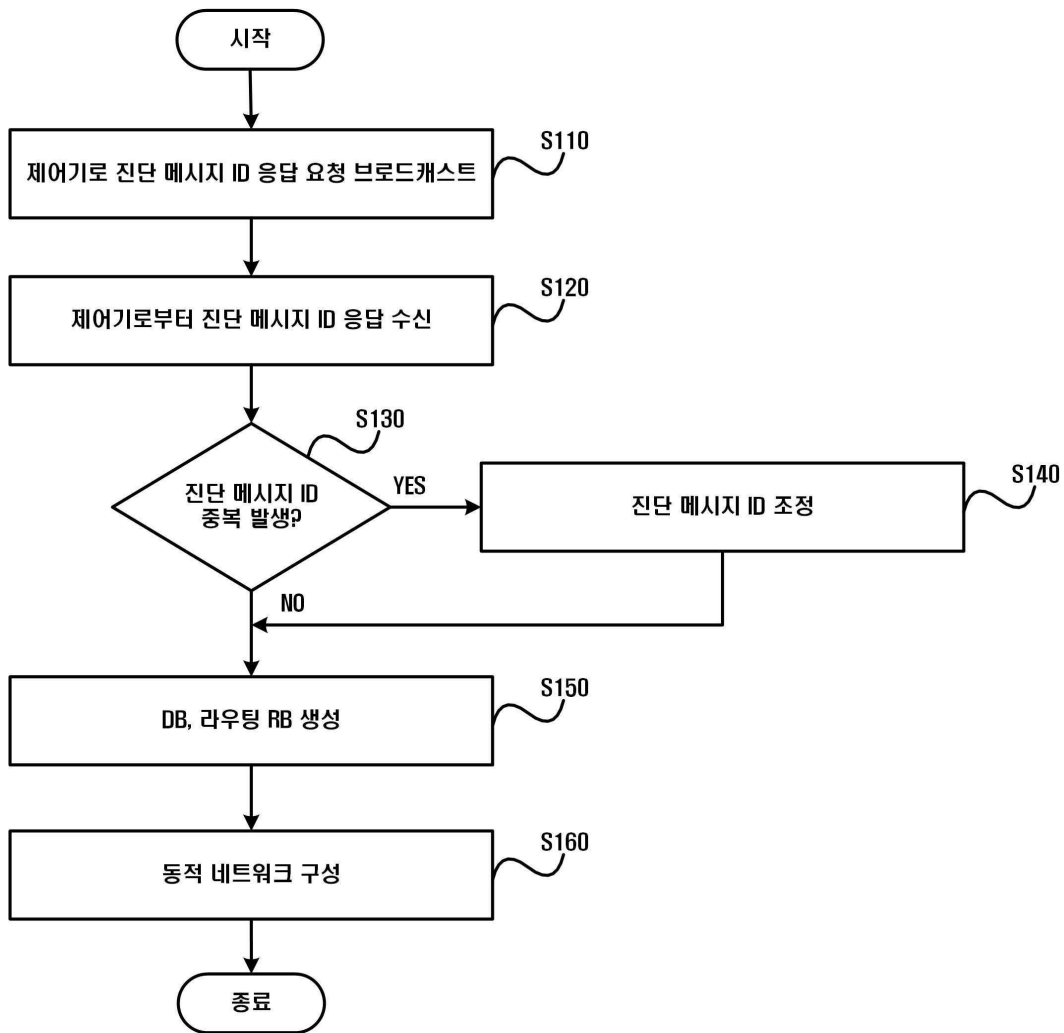 시작
S110
제어기로 진단 메시지 ID 응답 요청 브로드캐스트
S120
제어기로부터 진단 메시지 ID 응답 수신
S130
진단 메시지 ID
중복 발생?
YES
S140
진단 메시지 ID 조정
NO
S150
DB, 라우팅 RB 생성
S160
동적 네트워크 구성
종료